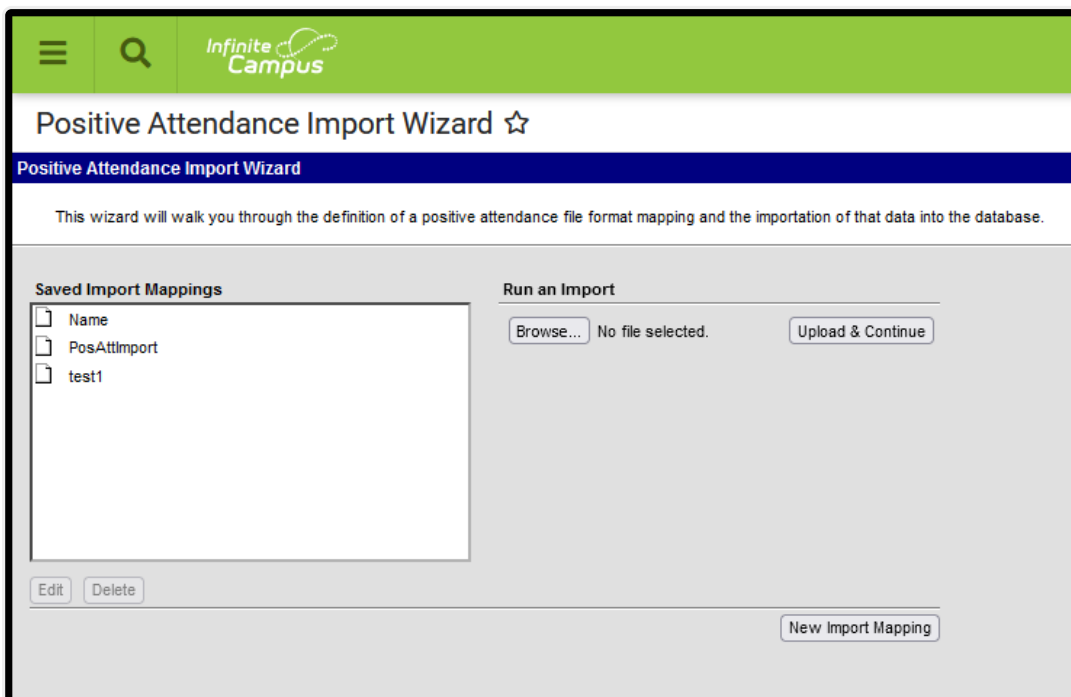 Infinite
Campus
Positive Attendance Import Wizard
Positive Attendance Import Wizard
This wizard will walk you through the definition of a positive attendance file format mapping and the importation of that data into the database.
Saved Import Mappings
Name
PosAttImport
test1
Edit Delete
Run an Import
Browse... No file selected. Upload & Continue
New Import Mapping